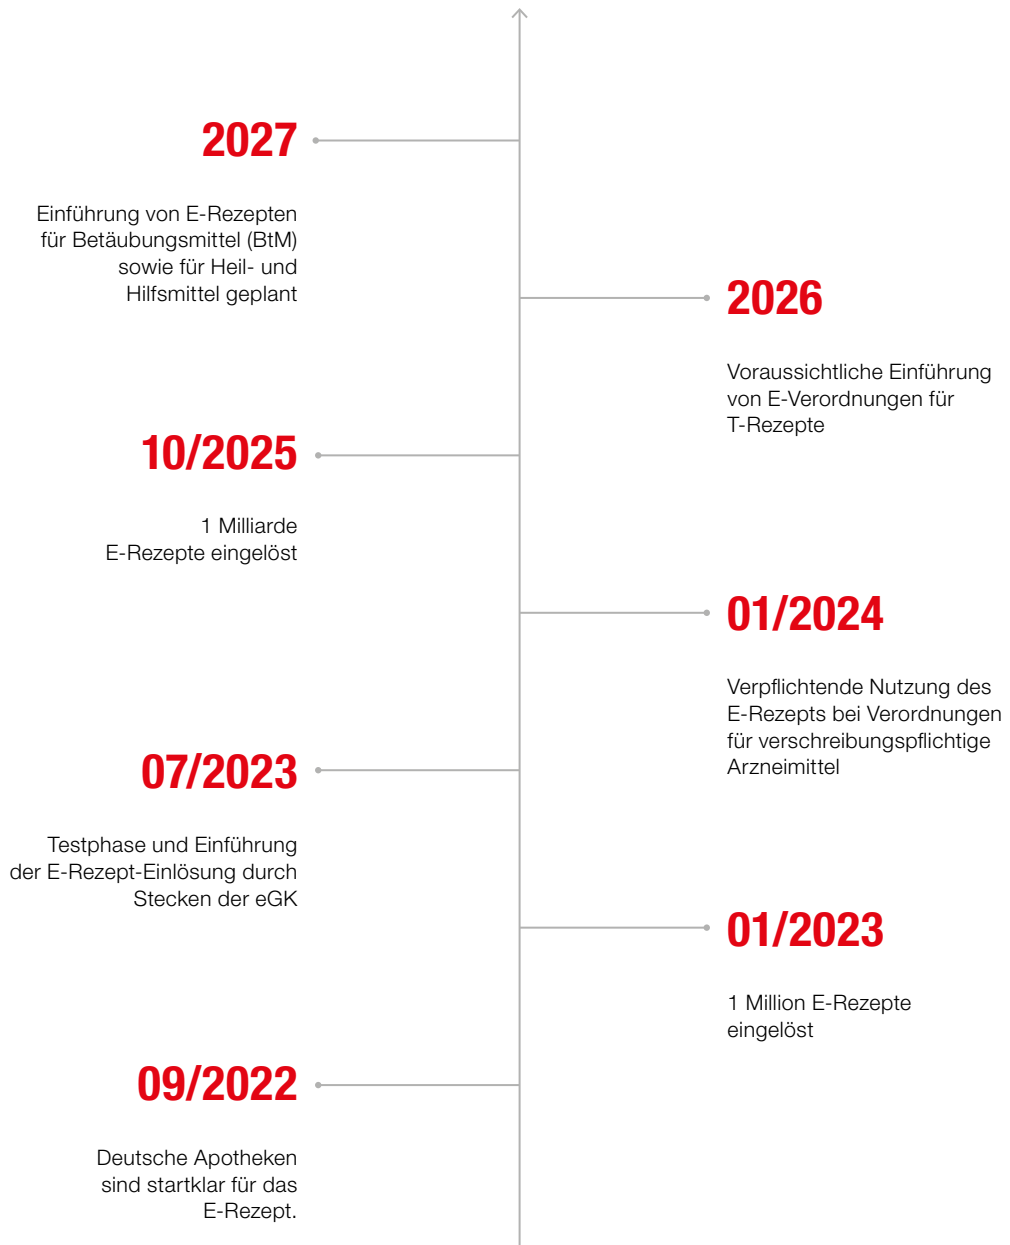 2027
Einführung von E-Rezepten
für Betäubungsmittel (BtM)
sowie für Heil- und
Hilfsmittel geplant
2026
Voraussichtliche Einführung
von E-Verordnungen für
T-Rezepte
10/2025
1 Milliarde
E-Rezepte eingelöst
01/2024
Verpflichtende Nutzung des
E-Rezepts bei Verordnungen
für verschreibungspflichtige
Arzneimittel
07/2023
Testphase und Einführung
der E-Rezept-Einlösung durch
Stecken der eGK
01/2023
1 Million E-Rezepte
eingelöst
09/2022
Deutsche Apotheken
sind startklar für das
E-Rezept.